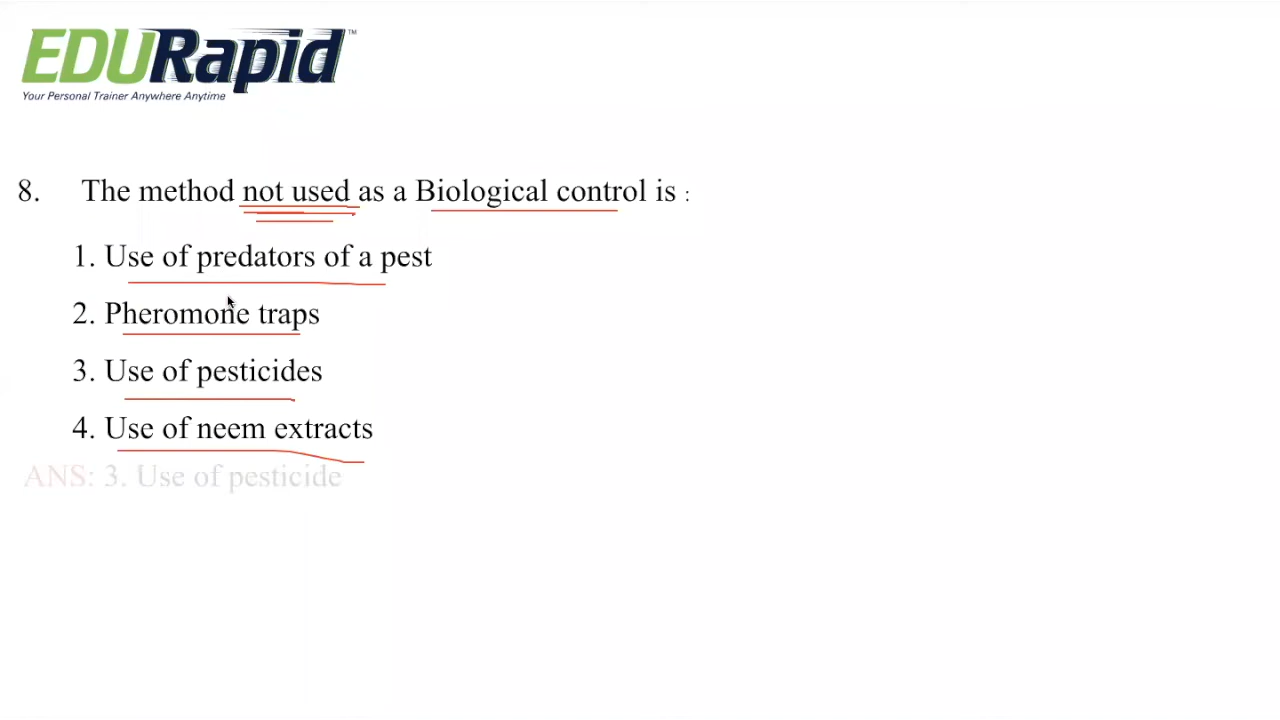 EDURapid™
Your Personal Trainer Anywhere Anytime
8. The method not used as a Biological control is :
1. Use of predators of a pest
2. Pheromone traps
3. Use of pesticides
4. Use of neem extracts
ANS: 3. Use of pesticide